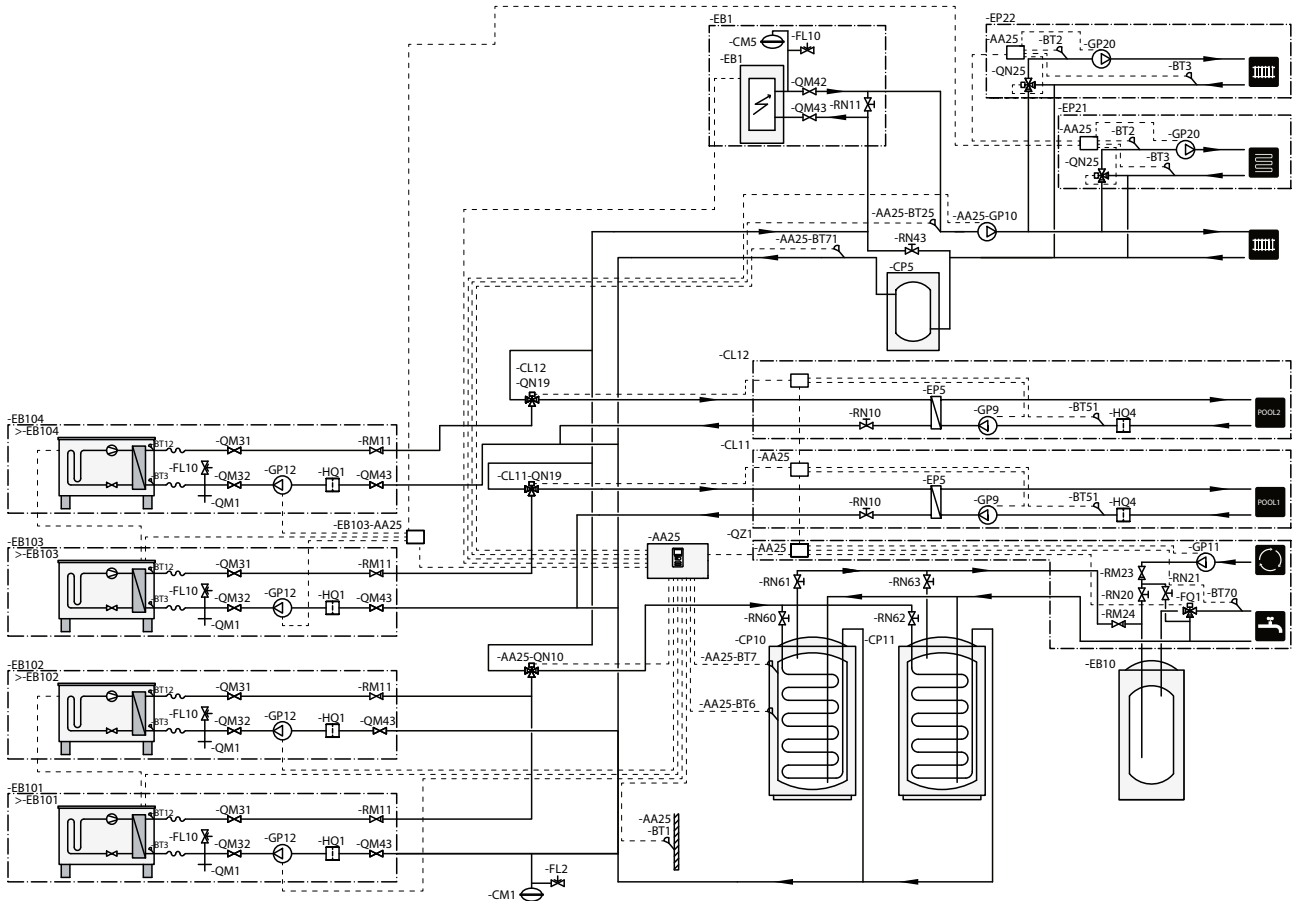 -EB1
-CM5
-FL10
-EB1
-QM42
-QM43
-RN11
-EP22
-AA25
-BT2
-GP20
-QN25
-BT3
-EP21
-AA25
-BT2
-GP20
-QN25
-BT3
-AA25-BT25
-AA25-GP10
-AA25-BT71
-RN43
-CP5
-CL12
-CL12
-QN19
-EP5
-RN10
-GP9
-BT51
-HQ4
POOL2
-EB104
>-EB104
BT12
-QM31
-RM11
-BT3
-FL10
-QM32
-GP12
-HQ1
-QM43
-QM1
-CL11
-AA25
-CL11-QN19
-EP5
-RN10
-GP9
-BT51
-HQ4
POOL1
-EB103-AA25
-EB103
>-EB103
BT12
-QM31
-RM11
-BT3
-FL10
-QM32
-GP12
-HQ1
-QM43
-QM1
-AA25
-QZ1
-AA25
-GP11
-RM23
-RN21
-RN20
-FQ1
-BT70
-RM24
-RN61
-RN63
-RN60
-RN62
-CP10
-CP11
-EB10
-AA25-QN10
-AA25-BT7
-AA25-BT6
-EB102
>-EB102
BT12
-QM31
-RM11
-BT3
-FL10
-QM32
-GP12
-HQ1
-QM43
-QM1
-EB101
>-EB101
BT12
-QM31
-RM11
-BT3
-FL10
-QM32
-GP12
-HQ1
-QM43
-QM1
-AA25
-BT1
-FL2
-CM1